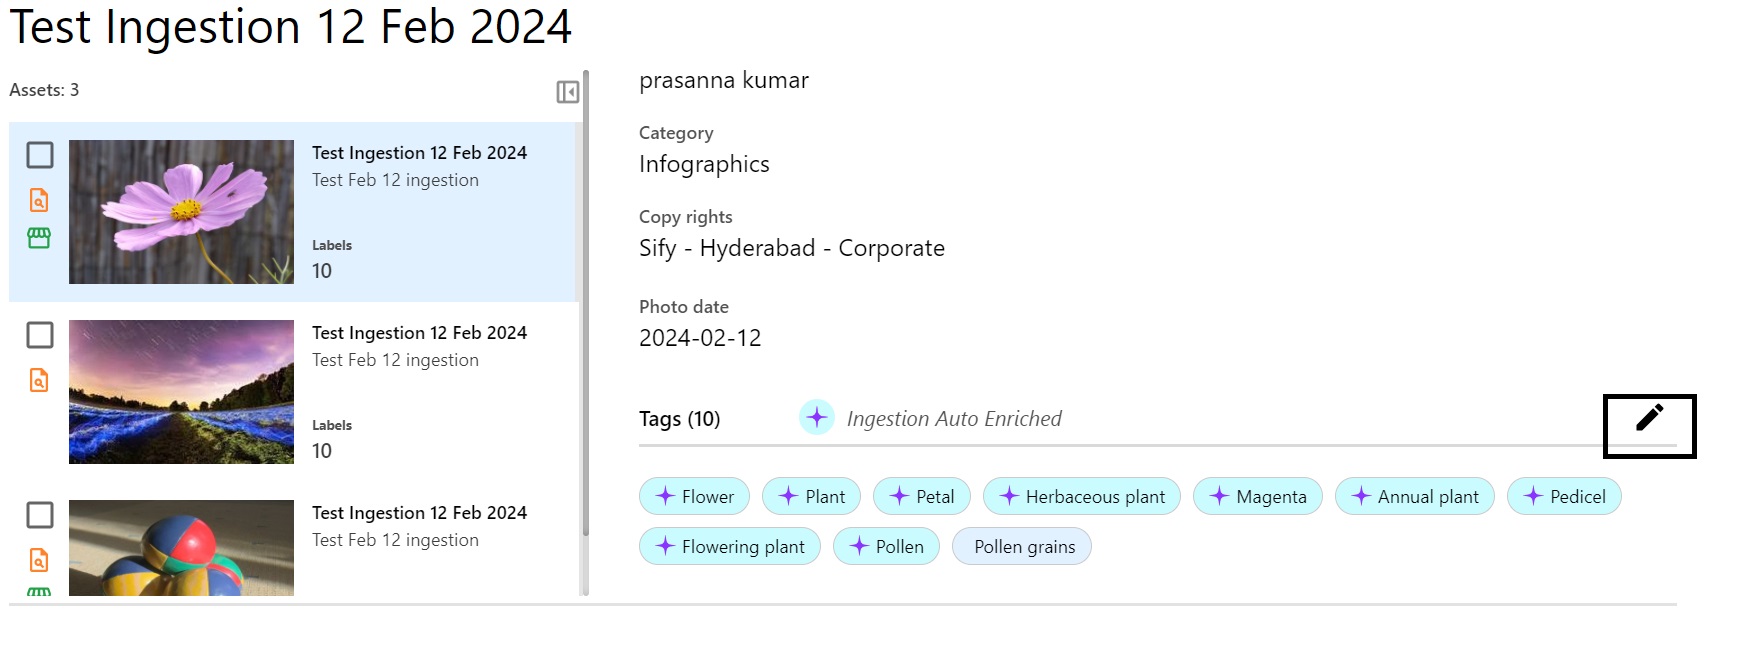 Test Ingestion 12 Feb 2024
Assets: 3
Test Ingestion 12 Feb 2024
Test Feb 12 ingestion
Labels
10
Test Ingestion 12 Feb 2024
Test Feb 12 ingestion
Labels
10
Test Ingestion 12 Feb 2024
Test Feb 12 ingestion
prasanna kumar
Category
Infographics
Copy rights
Sify - Hyderabad - Corporate
Photo date
2024-02-12
Tags (10) Ingestion Auto Enriched
Flower Plant Petal Herbaceous plant Magenta Annual plant Pedicel
Flowering plant Pollen Pollen grains